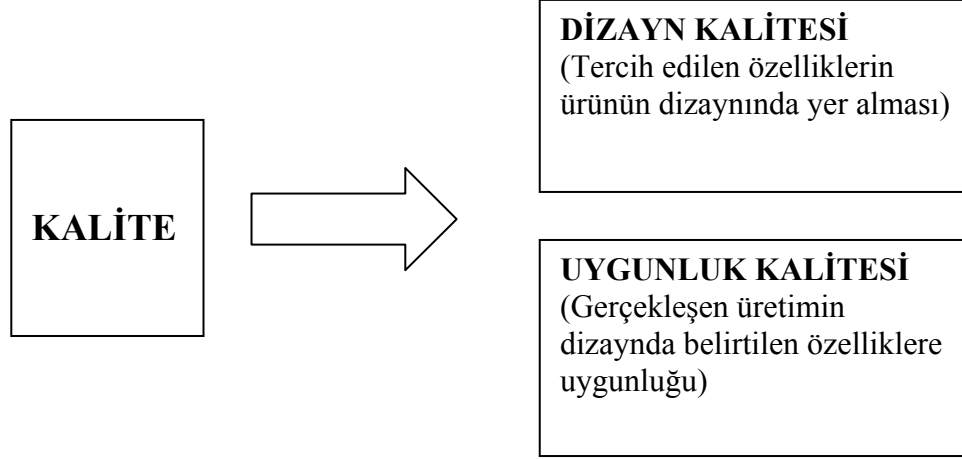 KALİTE
DİZAYN KALİTESİ
(Tercih edilen özelliklerin
ürünün dizaynında yer alması)
UYGUNLUK KALİTESİ
(Gerçekleşen üretimin
dizaynda belirtilen özelliklere
uygunluğu)